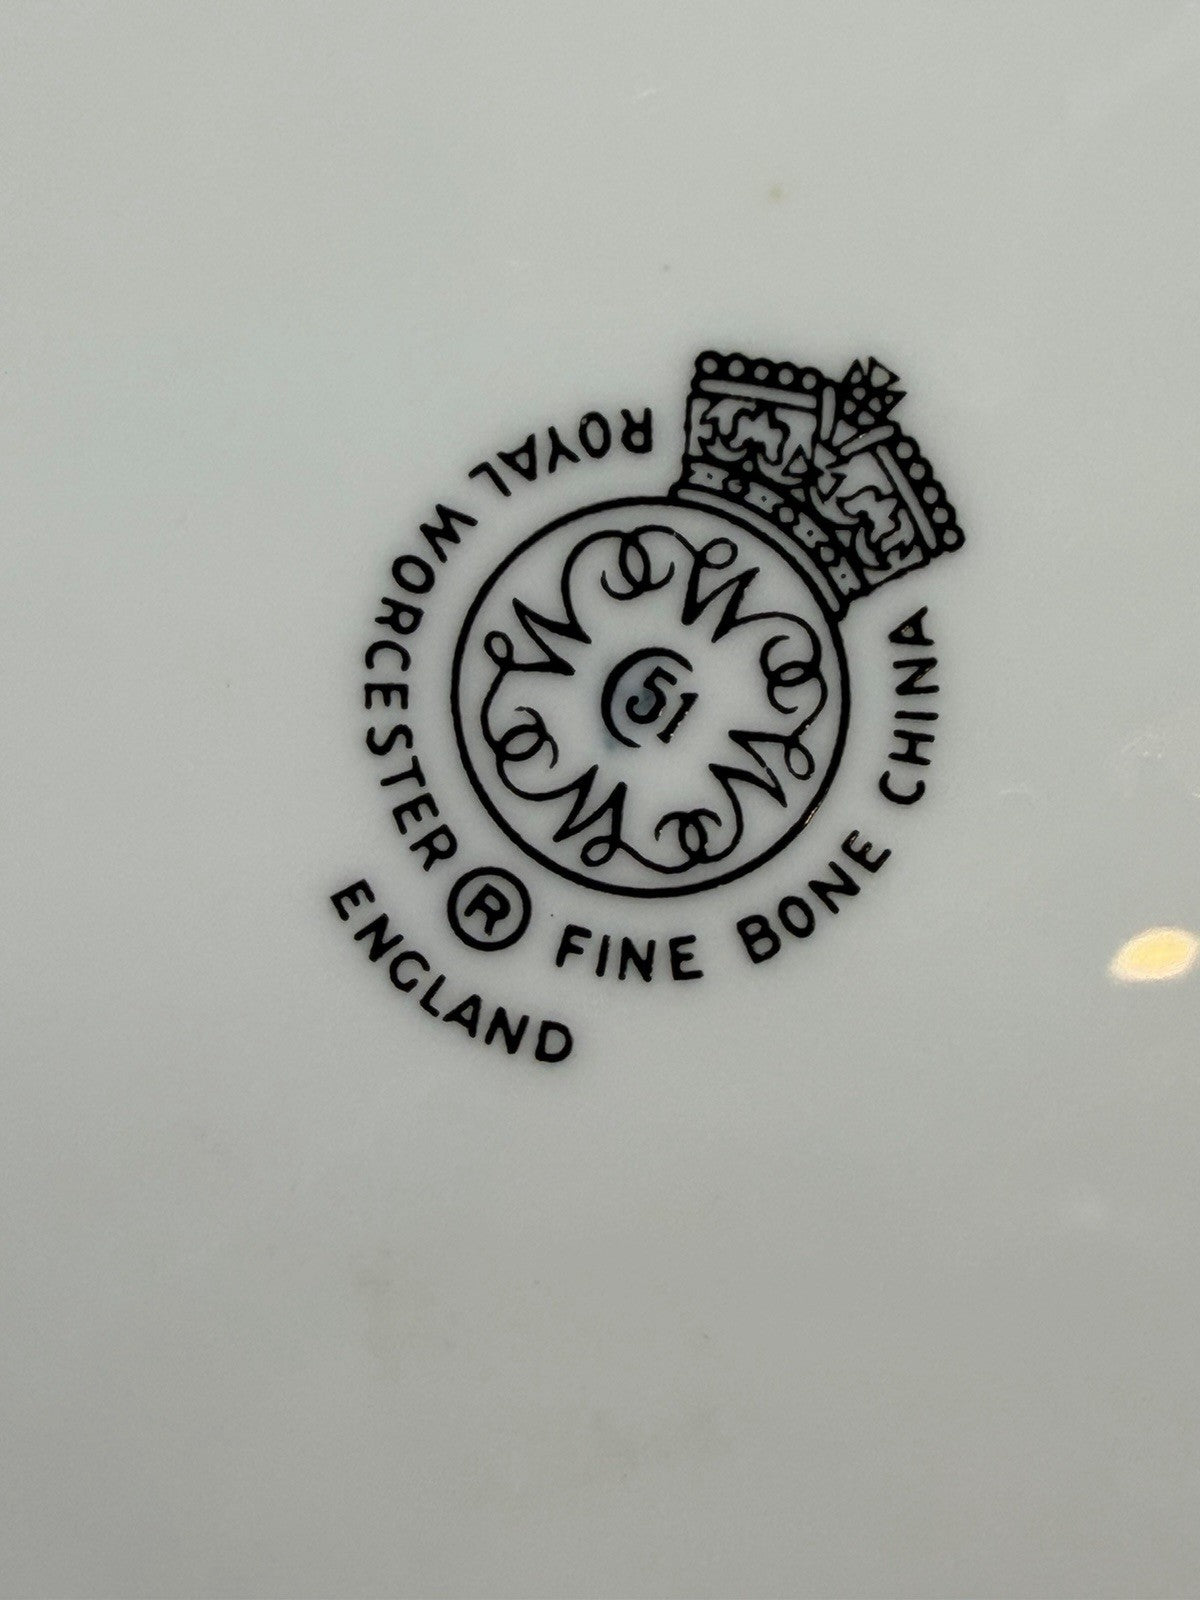 ROYAL WORCESTER ® FINE BONE CHINA
ENGLAND
51